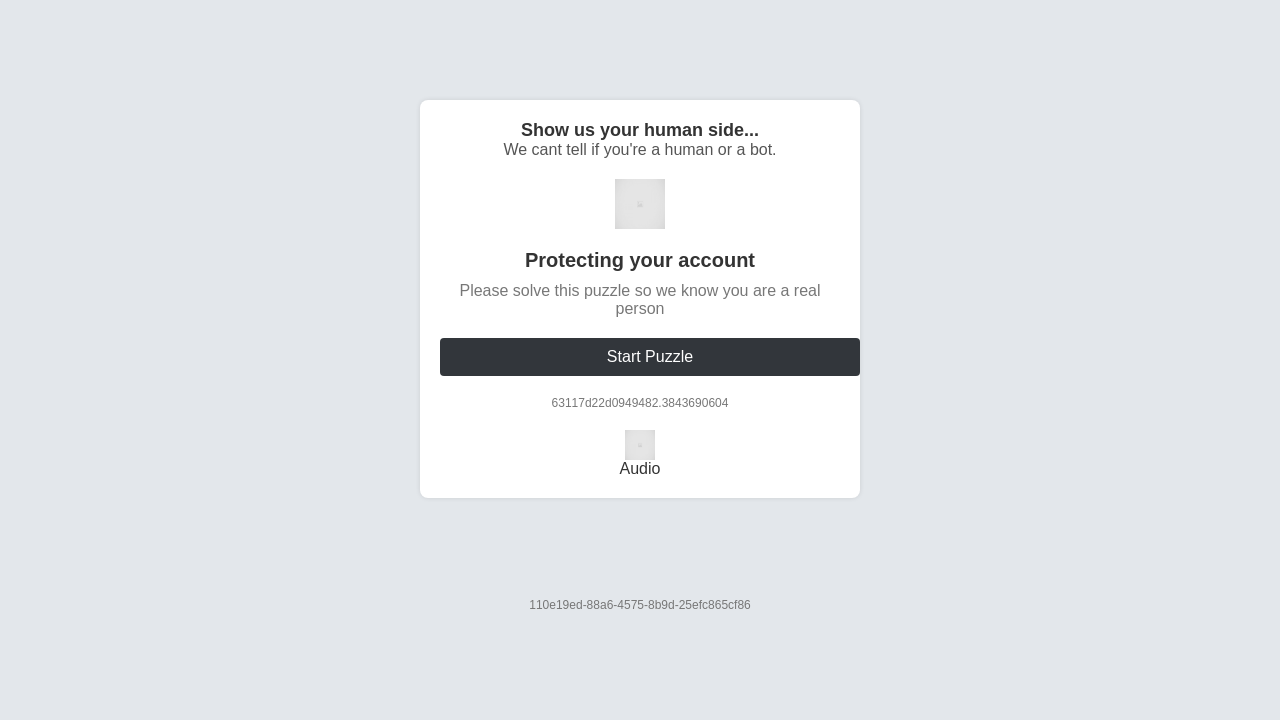 Show us your human side...
We cant tell if you're a human or a bot.
Protecting your account
Please solve this puzzle so we know you are a real
person
Start Puzzle
63117d22d0949482.3843690604
Audio
110e19ed-88a6-4575-8b9d-25efc865cf86